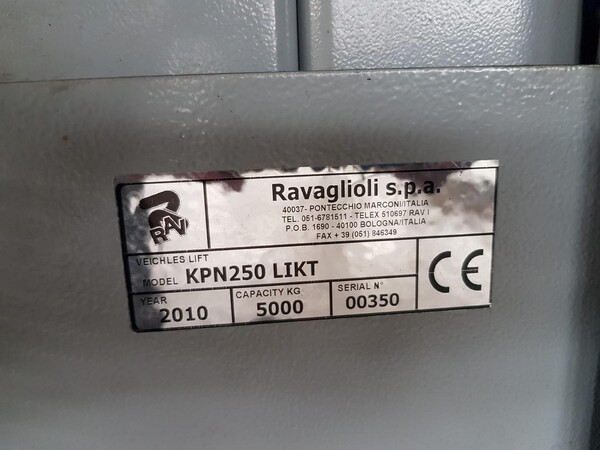 RAV
Ravaglioli s.p.a.
40037- PONTECCHIO MARCONI/ITALIA
TEL. 051-6781511 - TELEX 510697 RAV I
P.O.B. 1690 - 40100 BOLOGNA/ITALIA
FAX + 39 (051) 846349
VEICHLES LIFT
MODEL KPN250 LIKT
YEAR 2010
CAPACITY KG 5000
SERIAL N° 00350
CE